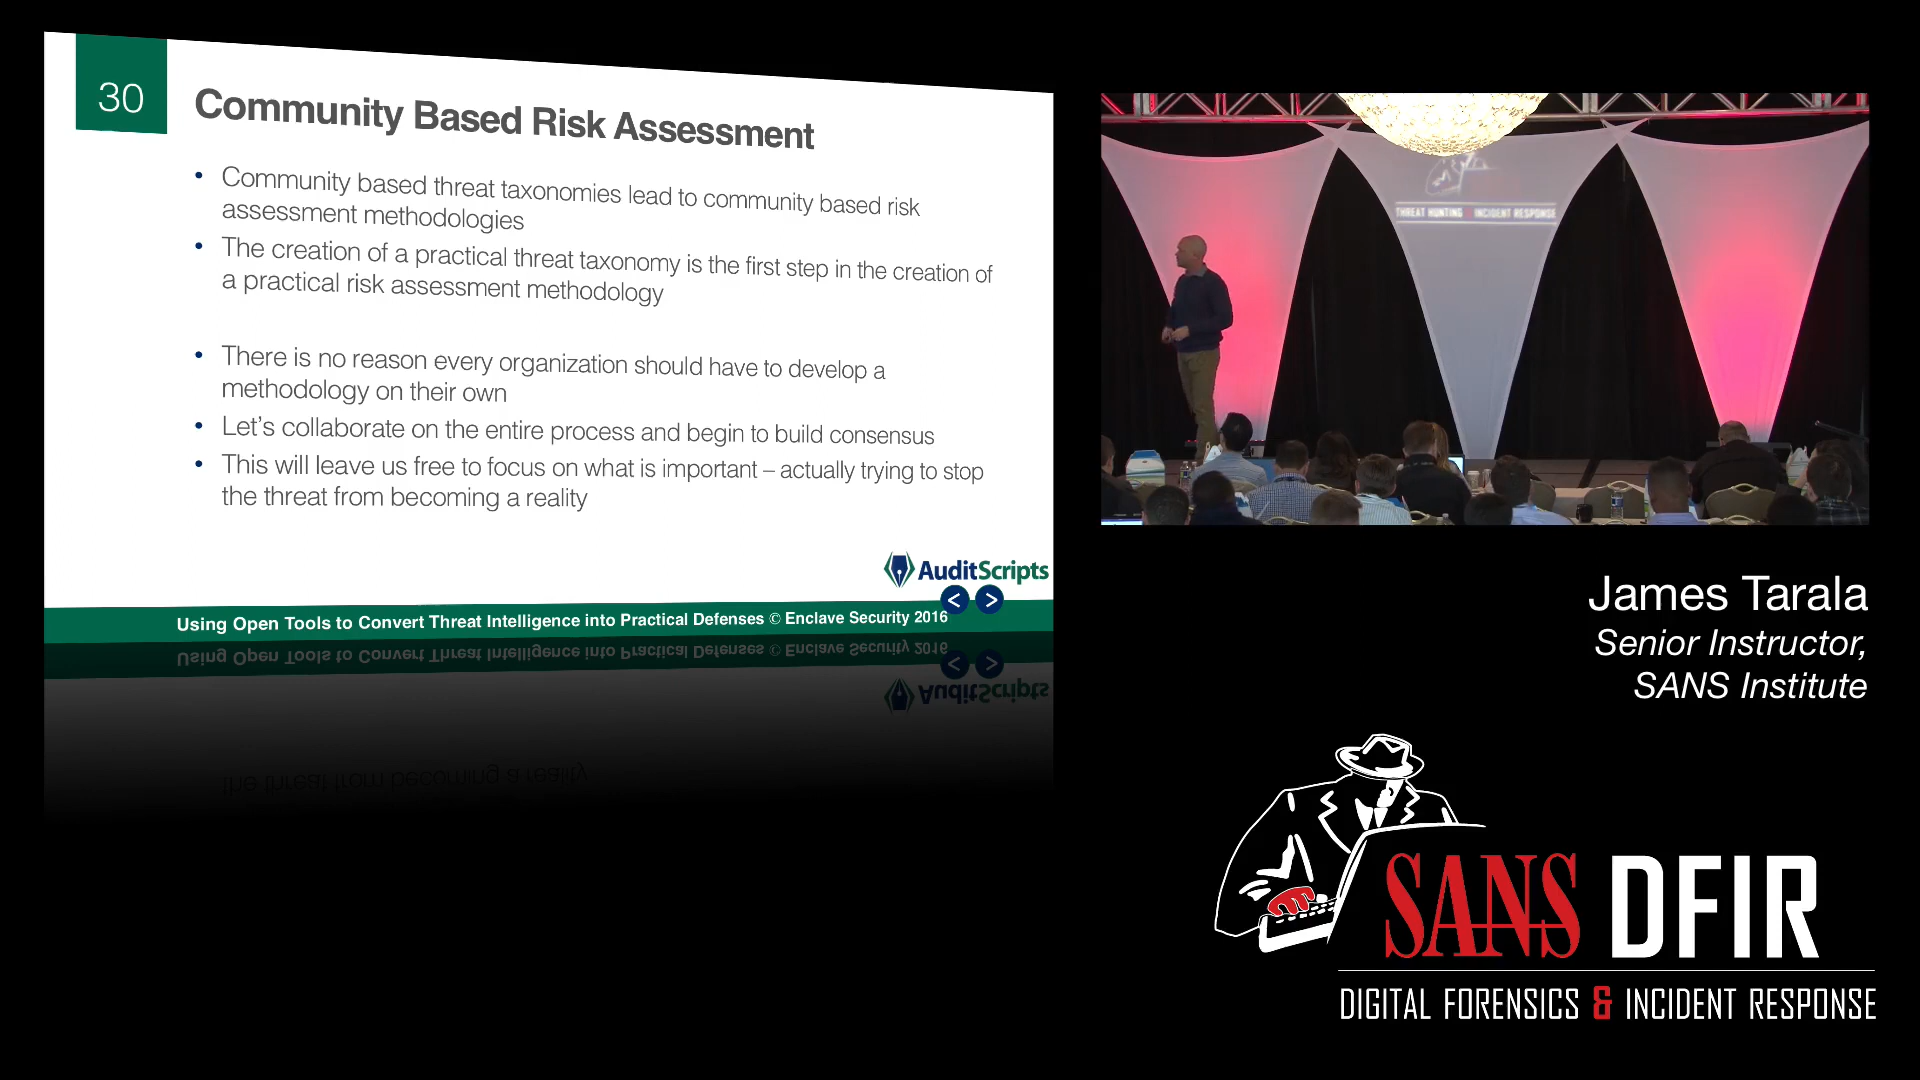 30
Community Based Risk Assessment
• Community based threat taxonomies lead to community based risk
assessment methodologies
• The creation of a practical threat taxonomy is the first step in the creation of
a practical risk assessment methodology
• There is no reason every organization should have to develop a
methodology on their own
• Let's collaborate on the entire process and begin to build consensus
• This will leave us free to focus on what is important – actually trying to stop
the threat from becoming a reality
AuditScripts
< >
Using Open Tools to Convert Threat Intelligence into Practical Defenses © Enclave Security 2016
THREAT HUNTING & INCIDENT RESPONSE
James Tarala
Senior Instructor,
SANS Institute
SANS DFIR
DIGITAL FORENSICS & INCIDENT RESPONSE